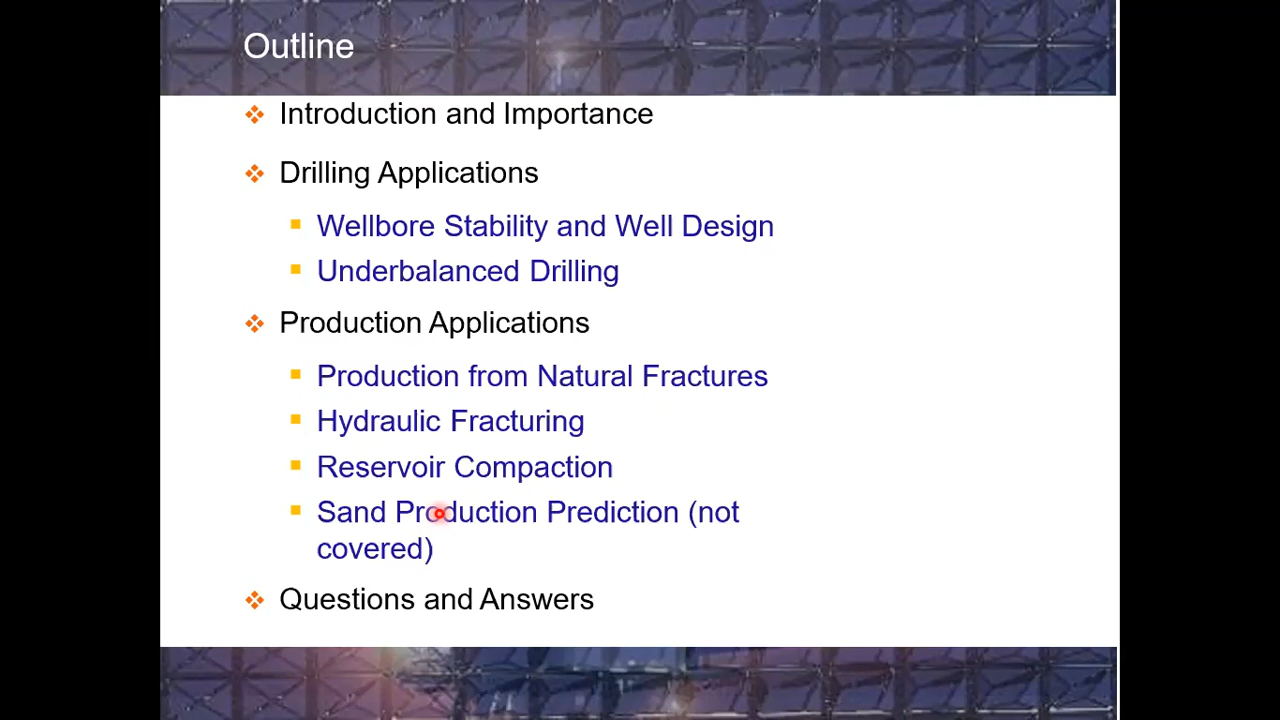 Outline
Introduction and Importance
Drilling Applications
Wellbore Stability and Well Design
Underbalanced Drilling
Production Applications
Production from Natural Fractures
Hydraulic Fracturing
Reservoir Compaction
Sand Production Prediction (not
covered)
Questions and Answers